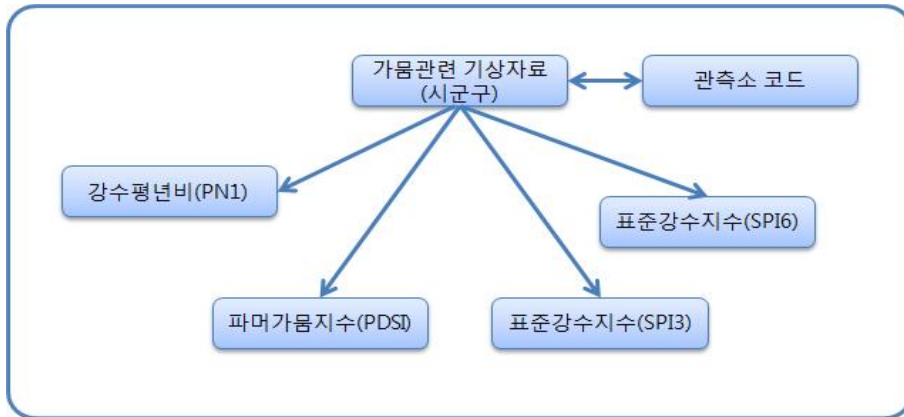 가뭄관련 기상자료
(시군구)
관측소 코드
강수평년비(PN1)
표준강수지수(SPI6)
파머가뭄지수(PDSI)
표준강수지수(SPI3)